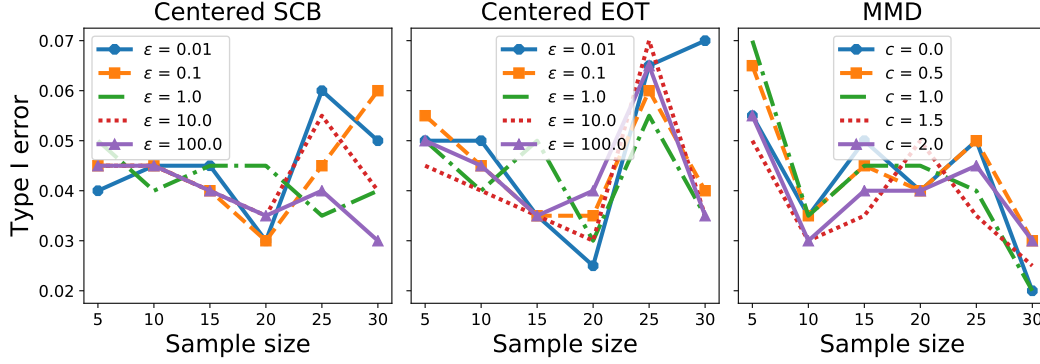 Centered SCB
Centered EOT
MMD
Type I error
0.07
0.06
0.05
0.04
0.03
0.02
ε = 0.01
ε = 0.1
ε = 1.0
ε = 10.0
ε = 100.0
5 10 15 20 25 30
Sample size
ε = 0.01
ε = 0.1
ε = 1.0
ε = 10.0
ε = 100.0
5 10 15 20 25 30
Sample size
c = 0.0
c = 0.5
c = 1.0
c = 1.5
c = 2.0
5 10 15 20 25 30
Sample size